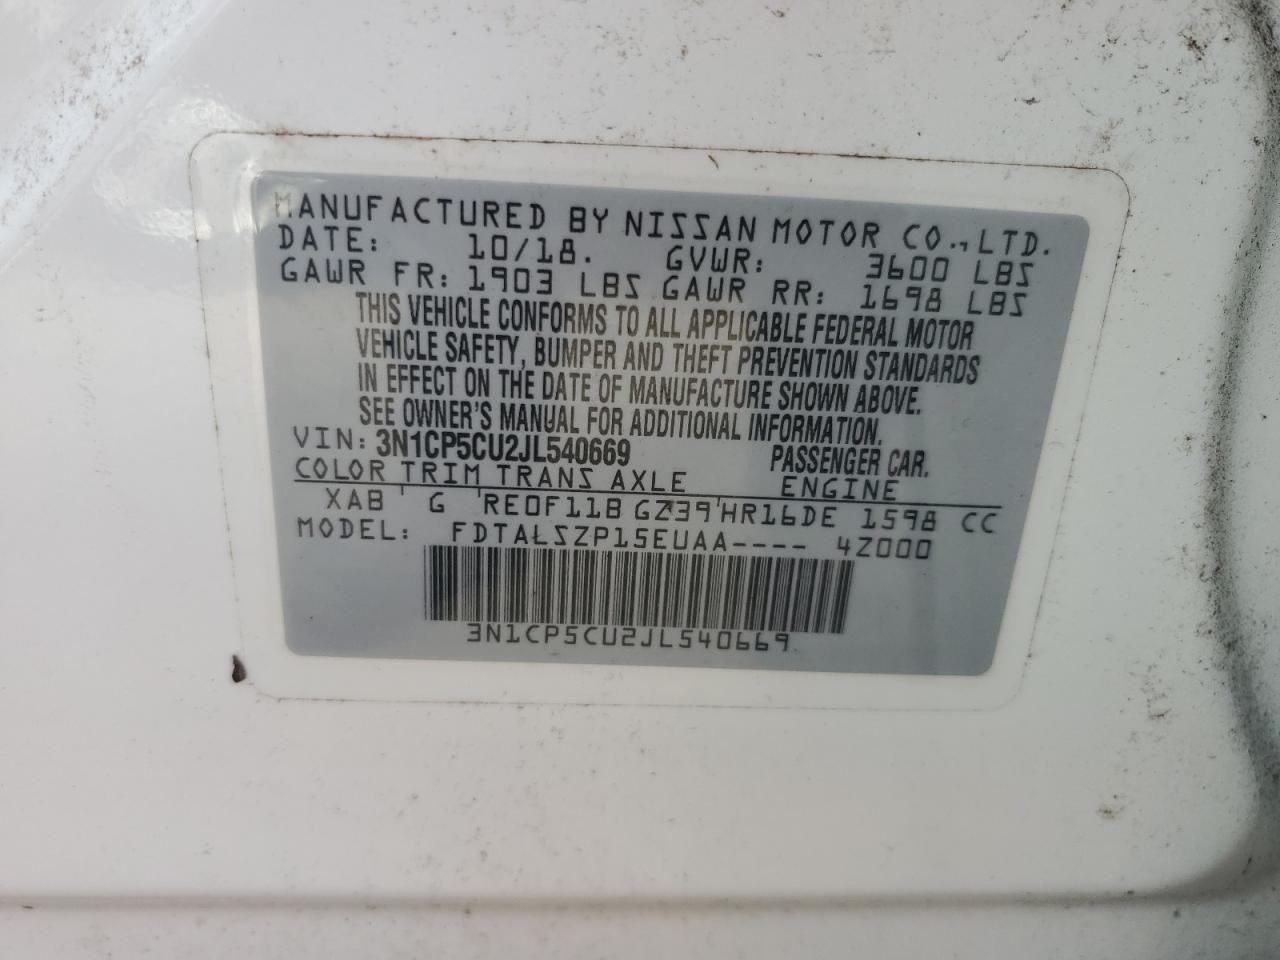 MANUFACTURED BY NISSAN MOTOR CO.,LTD.
DATE: 10/18. GVWR: 3600 LBS
GAWR FR: 1903 LBS GAWR RR: 1698 LBS
THIS VEHICLE CONFORMS TO ALL APPLICABLE FEDERAL MOTOR
VEHICLE SAFETY, BUMPER AND THEFT PREVENTION STANDARDS
IN EFFECT ON THE DATE OF MANUFACTURE SHOWN ABOVE.
SEE OWNER'S MANUAL FOR ADDITIONAL INFORMATION.
VIN: 3N1CP5CU2JL540669 PASSENGER CAR.
COLOR TRIM TRANS AXLE ENGINE
XAB G RE0F11B GZ39 HR16DE 1598 CC
MODEL: FDTALSZP15EUAA---- 4Z000
3N1CP5CU2JL540669